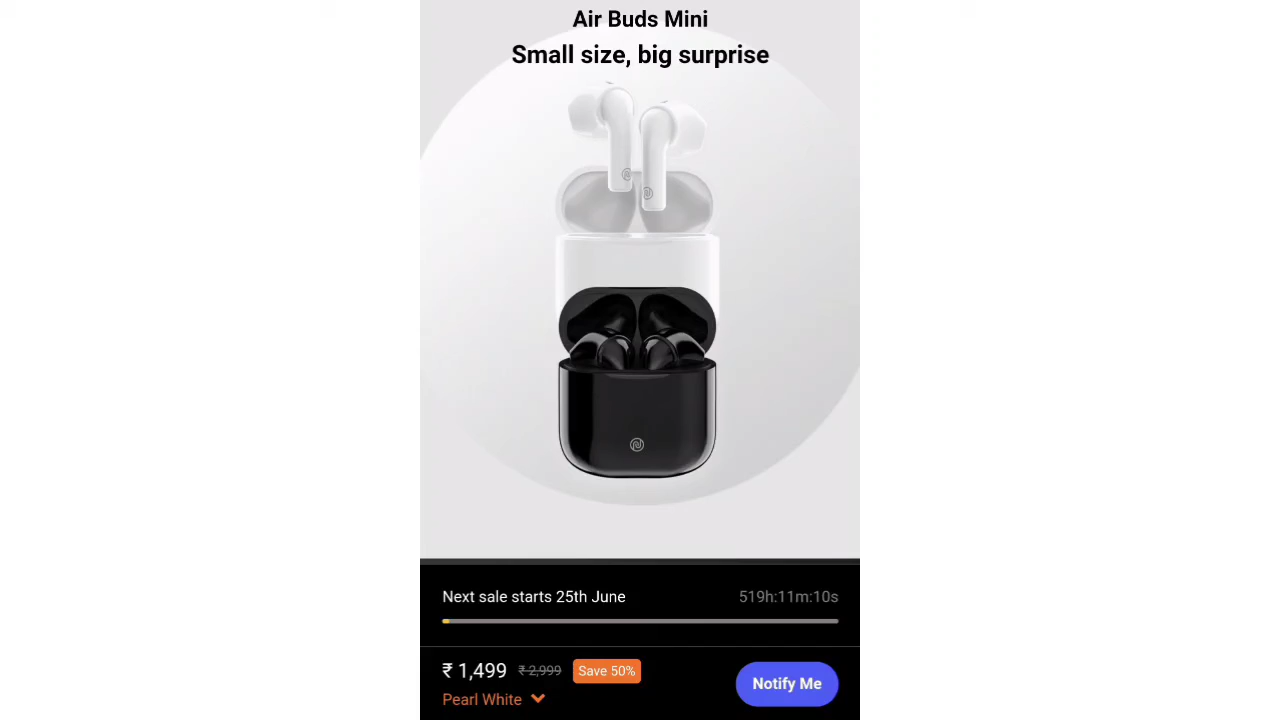 Air Buds Mini
Small size, big surprise
Next sale starts 25th June 519h:11m:10s
₹ 1,499 ₹ 2,999 Save 50%
Pearl White
Notify Me